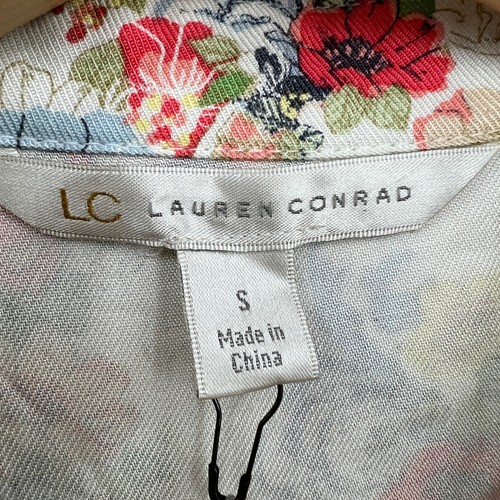 LC LAUREN CONRAD
S
Made in
China